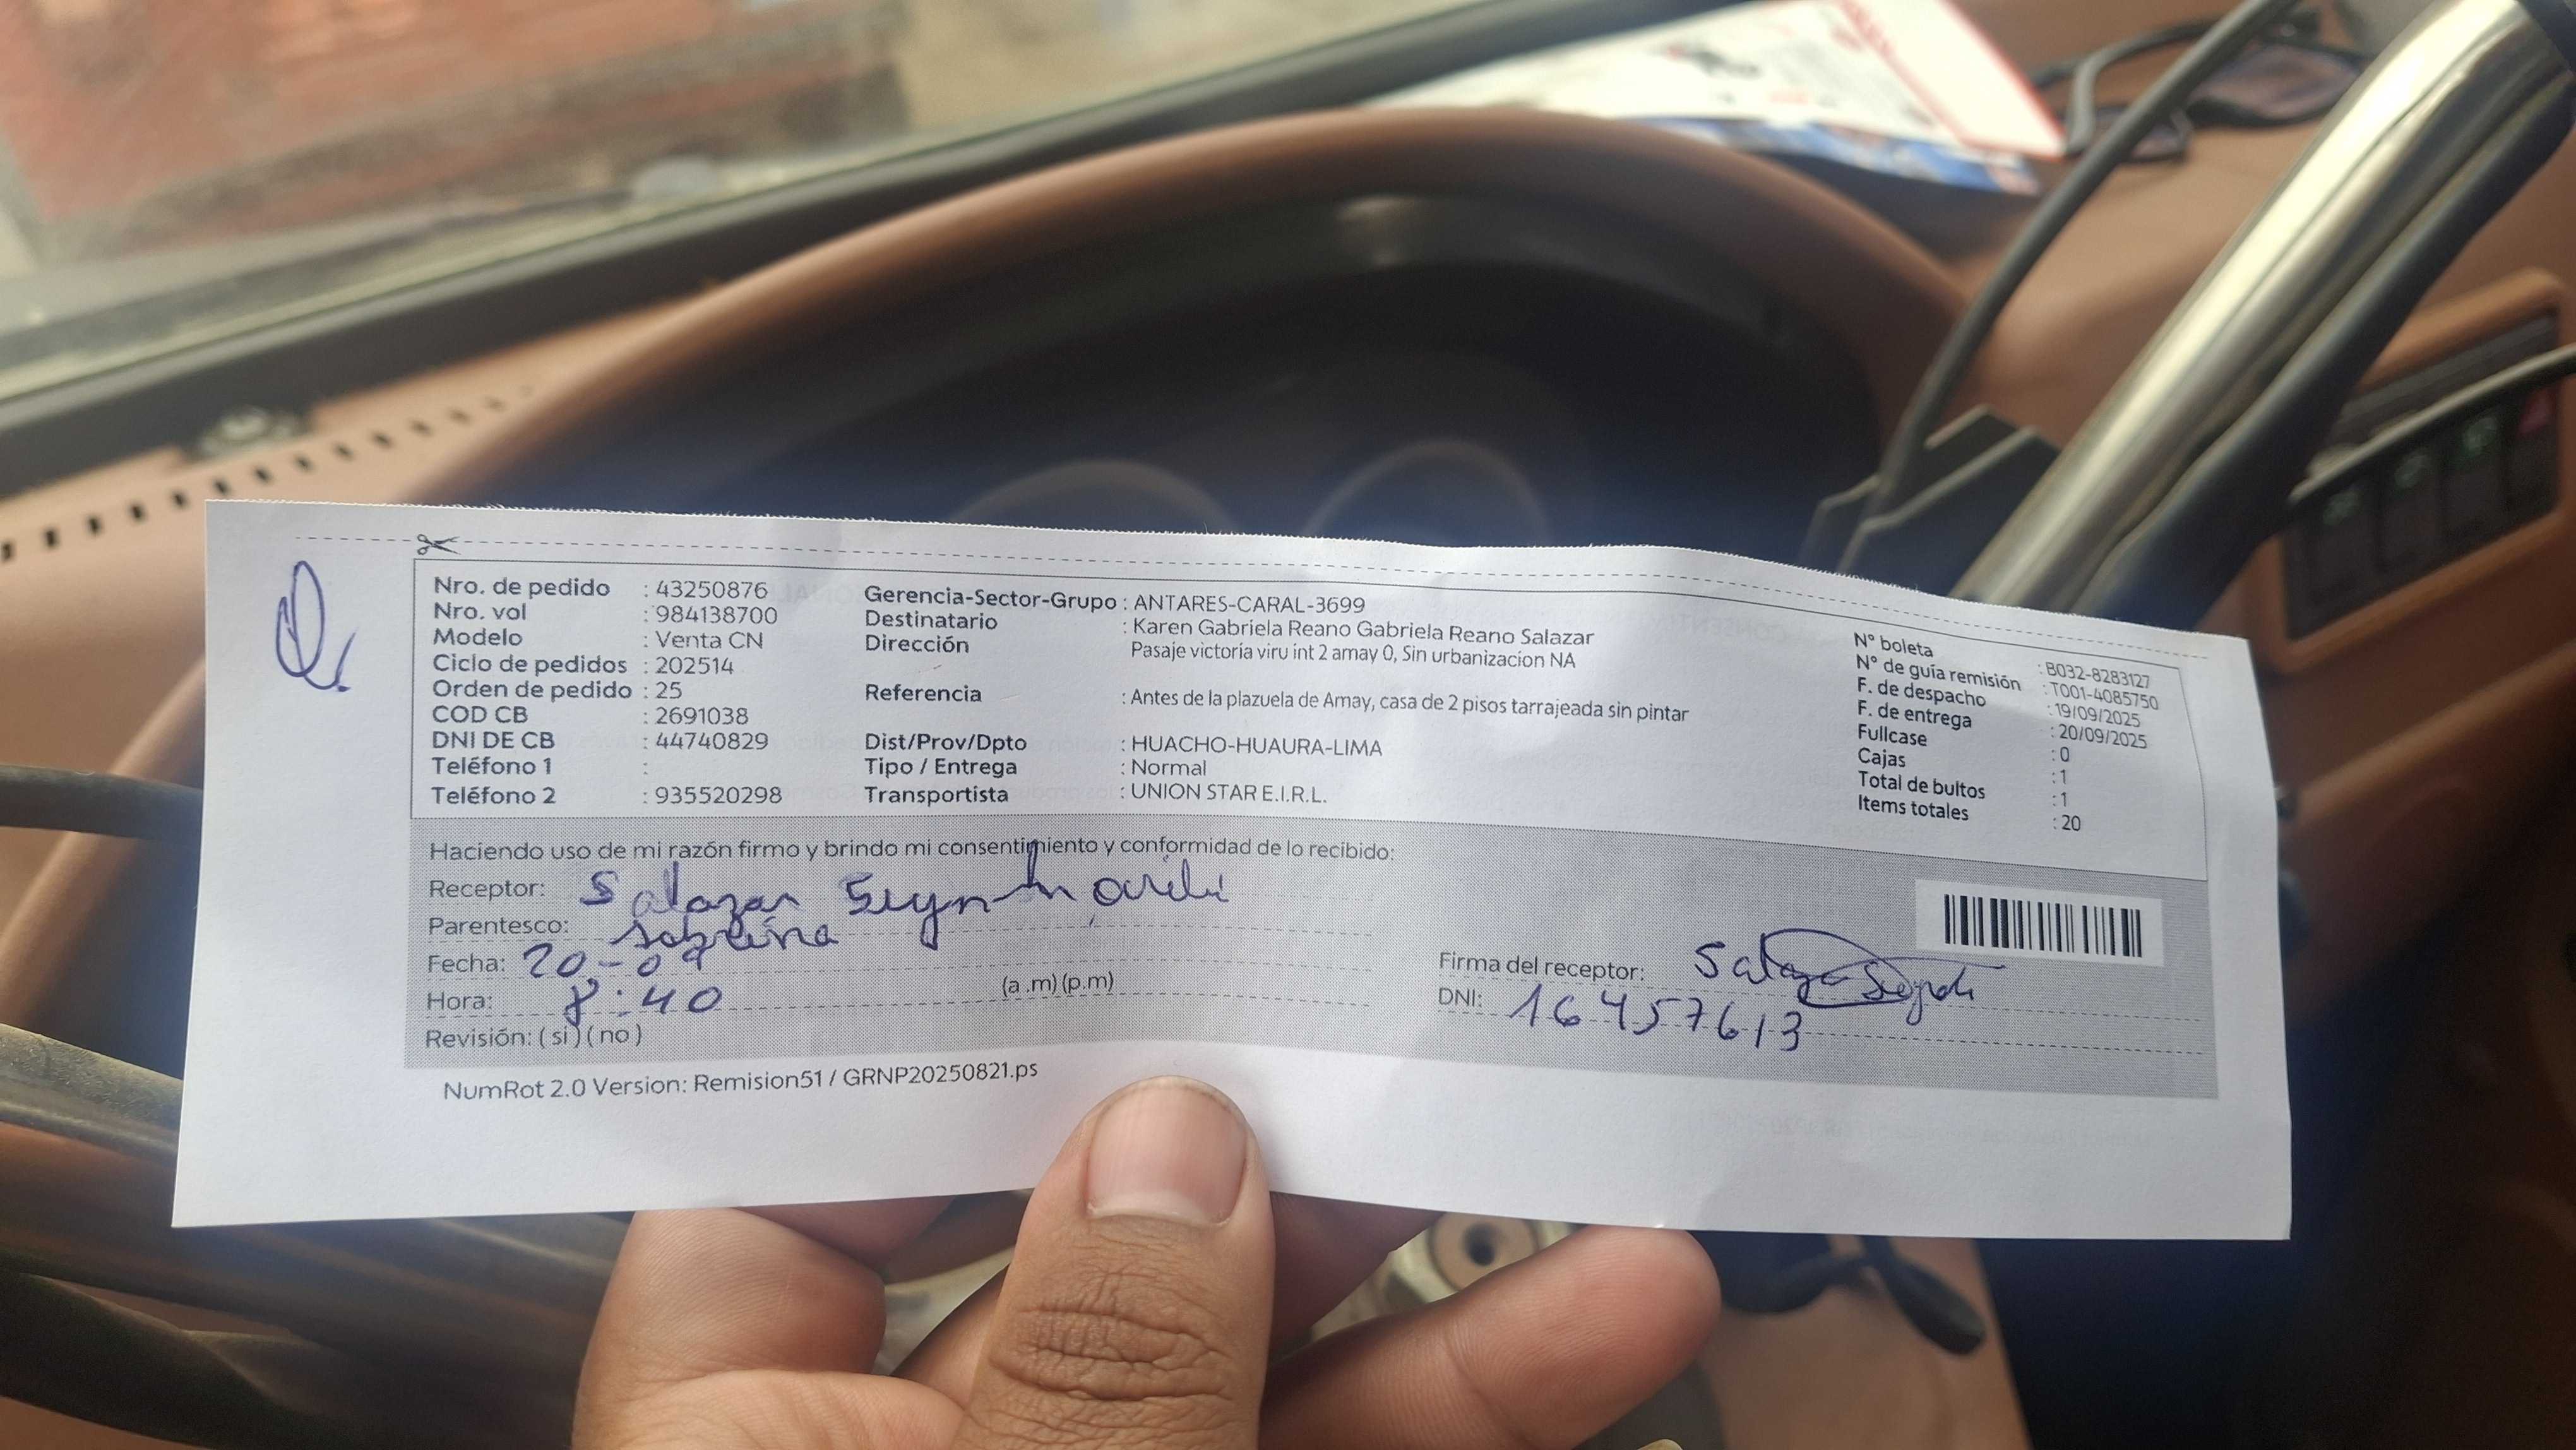 Nro. de pedido : 43250876
Nro. vol : 984138700
Modelo : Venta CN
Ciclo de pedidos : 202514
Orden de pedido : 25
COD CB : 2691038
DNI DE CB : 44740829
Teléfono 1 :
Teléfono 2 : 935520298
Gerencia-Sector-Grupo : ANTARES-CARAL-3699
Destinatario : Karen Gabriela Reano Gabriela Reano Salazar
Dirección Pasaje victoria viru int 2 amay 0, Sin urbanizacion NA
Referencia : Antes de la plazuela de Amay, casa de 2 pisos tarrajeada sin pintar
Dist/Prov/Dpto : HUACHO-HUAURA-LIMA
Tipo / Entrega : Normal
Transportista : UNION STAR E.I.R.L.
N° boleta : B032-8283127
N° de guía remisión : T001-4085750
F. de despacho : 19/09/2025
F. de entrega : 20/09/2025
Fullcase : 0
Cajas : 1
Total de bultos : 1
Items totales : 20
Haciendo uso de mi razón firmo y brindo mi consentimiento y conformidad de lo recibido:
Receptor: Salazar
Parentesco: sobrina
Fecha: 20-09
Hora: 8:40 (a .m) (p.m)
Revisión: ( si ) ( no )
Firma del receptor:
DNI: 16457613
NumRot 2.0 Version: Remision51 / GRNP20250821.ps